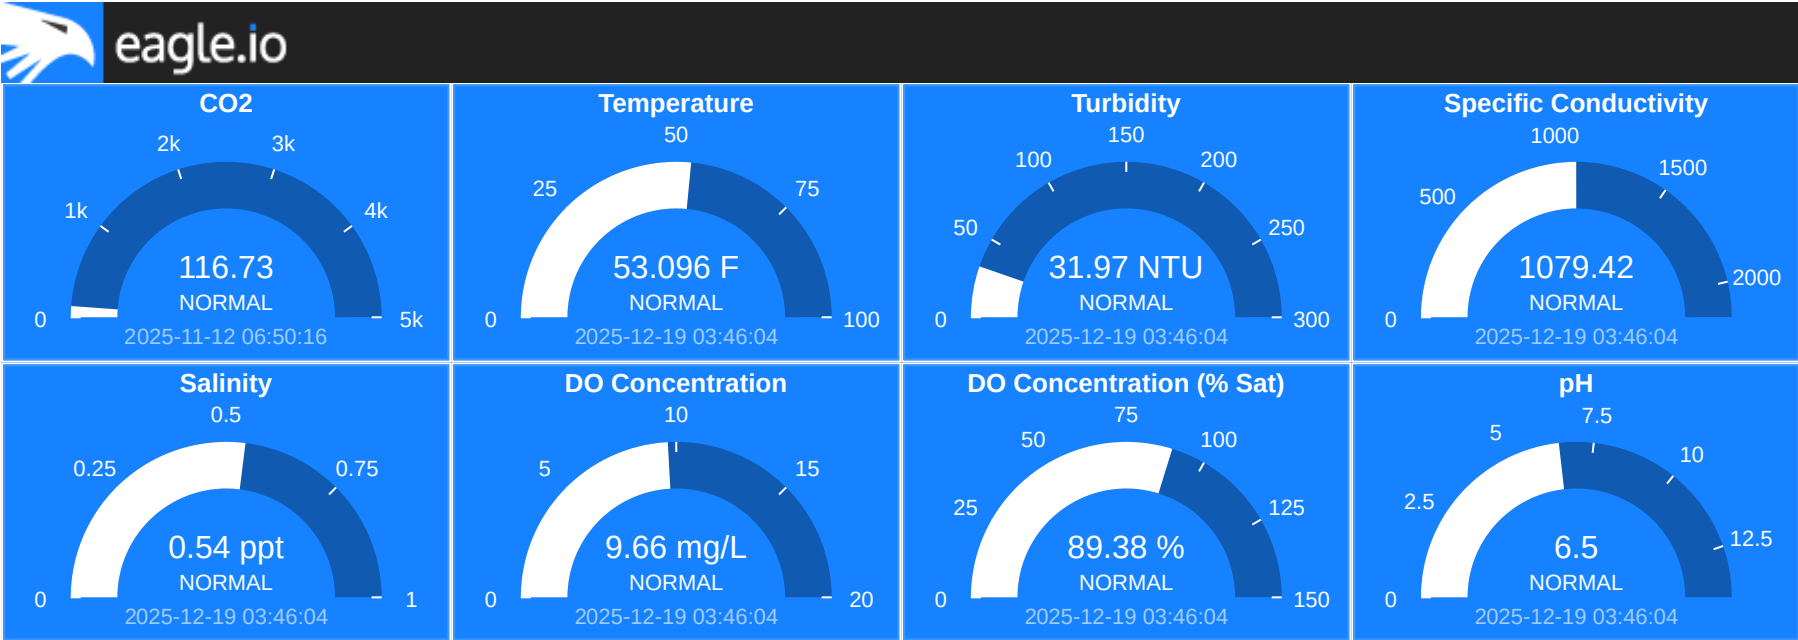 eagle.io
CO2
2k 3k
1k 4k
116.73
NORMAL
0 5k
2025-11-12 06:50:16
Temperature
50
25 75
53.096 F
NORMAL
0 100
2025-12-19 03:46:04
Turbidity
150
100 200
50 250
31.97 NTU
NORMAL
0 300
2025-12-19 03:46:04
Specific Conductivity
1000
1500
500
1079.42
2000
NORMAL
0
2025-12-19 03:46:04
Salinity
0.5
0.25 0.75
0.54 ppt
NORMAL
0 1
2025-12-19 03:46:04
DO Concentration
10
5 15
9.66 mg/L
NORMAL
0 20
2025-12-19 03:46:04
DO Concentration (% Sat)
75
50 100
25 125
89.38 %
NORMAL
0 150
2025-12-19 03:46:04
pH
7.5
5
10
2.5
12.5
6.5
NORMAL
0
2025-12-19 03:46:04